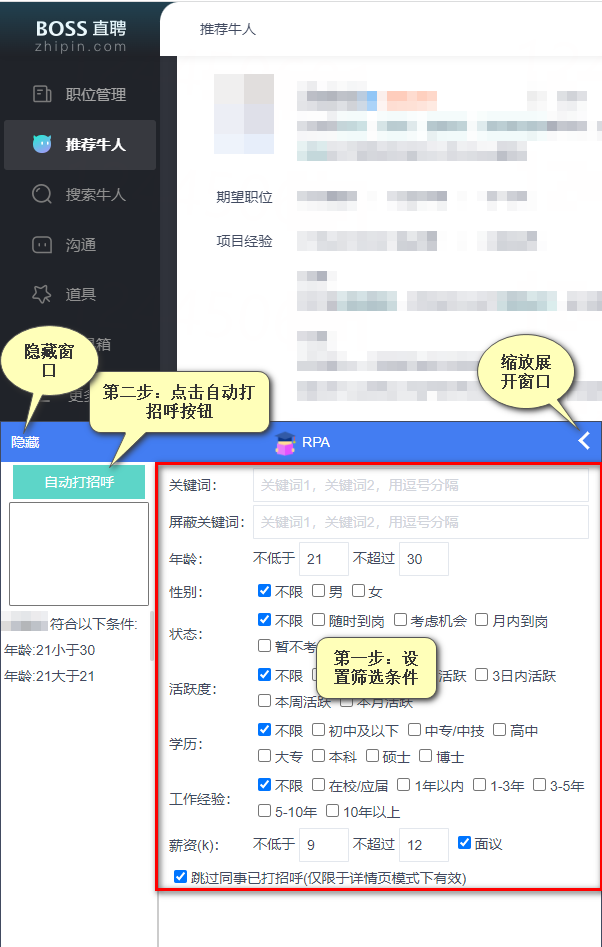 BOSS 直聘
zhipin.com
推荐牛人
职位管理
推荐牛人
搜索牛人
沟通
道具
箱
更多
期望职位
项目经验
隐藏窗
口
第二步：点击自动打
招呼按钮
缩放展
开窗口
隐藏
RPA
自动打招呼
符合以下条件:
年龄:21小于30
年龄:21大于21
关键词：
关键词1，关键词2，用逗号分隔
屏蔽关键词：
关键词1，关键词2，用逗号分隔
年龄： 不低于 21 不超过 30
性别： 不限 男 女
状态： 不限 随时到岗 考虑机会 月内到岗
暂不考
第一步：设
置筛选条件
活跃度： 不限 活跃 3日内活跃
本周活跃 本月活跃
学历： 不限 初中及以下 中专/中技 高中
大专 本科 硕士 博士
工作经验： 不限 在校/应届 1年以内 1-3年 3-5年
5-10年 10年以上
薪资(k)： 不低于 9 不超过 12 面议
跳过同事已打招呼(仅限于详情页模式下有效)